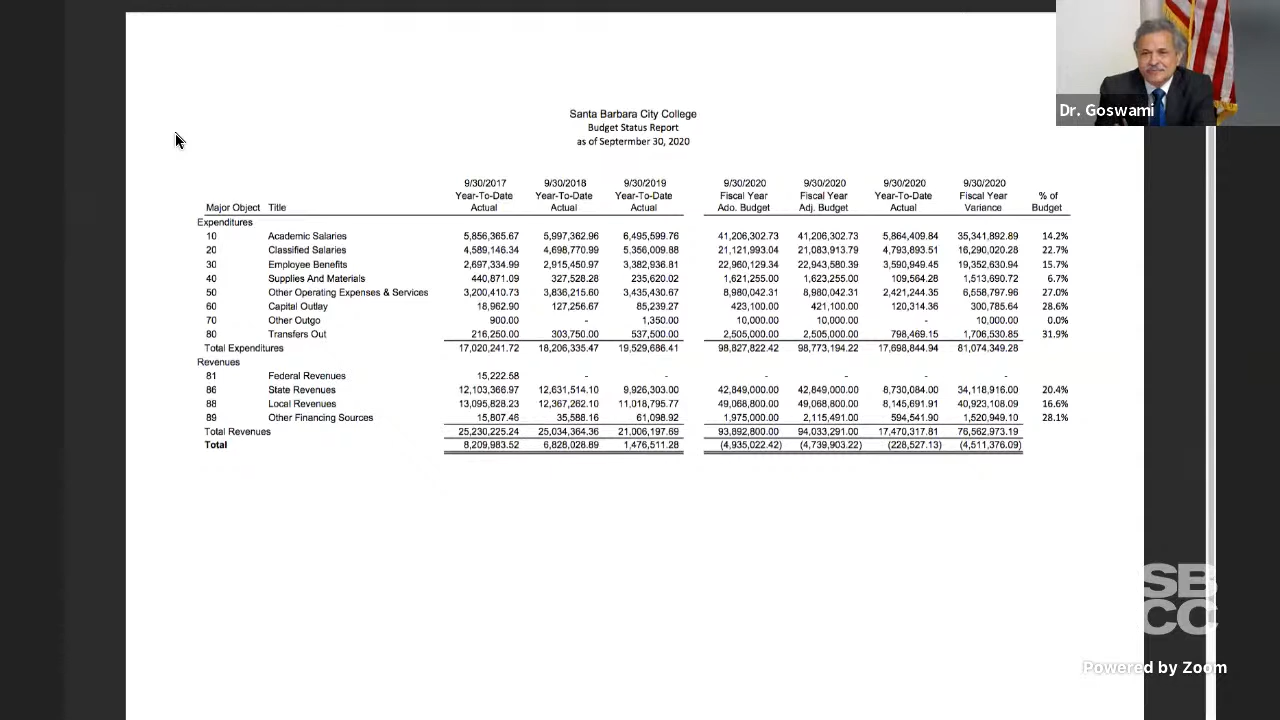 Dr. Goswami
Santa Barbara City College
Budget Status Report
as of Septermber 30, 2020
9/30/2017 9/30/2018 9/30/2019 9/30/2020 9/30/2020 9/30/2020 9/30/2020
Year-To-Date Year-To-Date Year-To-Date Fiscal Year Fiscal Year Year-To-Date Fiscal Year % of
Major Object Title Actual Actual Actual Ado. Budget Adj. Budget Actual Variance Budget
Expenditures
10 Academic Salaries 5,856,365.67 5,997,362.96 6,495,599.76 41,206,302.73 41,206,302.73 5,864,409.84 35,341,892.89 14.2%
20 Classified Salaries 4,589,146.34 4,698,770.99 5,356,009.88 21,121,993.04 21,083,913.79 4,793,893.51 16,290,020.28 22.7%
30 Employee Benefits 2,697,334.99 2,915,450.97 3,382,936.81 22,960,129.34 22,943,580.39 3,590,949.45 19,352,630.94 15.7%
40 Supplies And Materials 440,871.09 327,528.28 235,620.02 1,621,255.00 1,623,255.00 109,564.28 1,513,690.72 6.7%
50 Other Operating Expenses & Services 3,200,410.73 3,836,215.60 3,435,430.67 8,980,042.31 8,980,042.31 2,421,244.35 6,558,797.96 27.0%
60 Capital Outlay 18,962.90 127,256.67 85,239.27 423,100.00 421,100.00 120,314.36 300,785.64 28.6%
70 Other Outgo 900.00 - 1,350.00 10,000.00 10,000.00 - 10,000.00 0.0%
80 Transfers Out 216,250.00 303,750.00 537,500.00 2,505,000.00 2,505,000.00 798,469.15 1,706,530.85 31.9%
Total Expenditures 17,020,241.72 18,206,335.47 19,529,686.41 98,827,822.42 98,773,194.22 17,698,844.94 81,074,349.28
Revenues
81 Federal Revenues 15,222.58 - - - - - -
86 State Revenues 12,103,366.97 12,631,514.10 9,926,303.00 42,849,000.00 42,849,000.00 8,730,084.00 34,118,916.00 20.4%
88 Local Revenues 13,095,828.23 12,367,262.10 11,018,795.77 49,068,800.00 49,068,800.00 8,145,691.91 40,923,108.09 16.6%
89 Other Financing Sources 15,807.46 35,588.16 61,098.92 1,975,000.00 2,115,491.00 594,541.90 1,520,949.10 28.1%
Total Revenues 25,230,225.24 25,034,364.36 21,006,197.69 93,892,800.00 94,033,291.00 17,470,317.81 76,562,973.19
Total 8,209,983.52 6,828,028.89 1,476,511.28 (4,935,022.42) (4,739,903.22) (228,527.13) (4,511,376.09)
SB
CC
Powered by Zoom